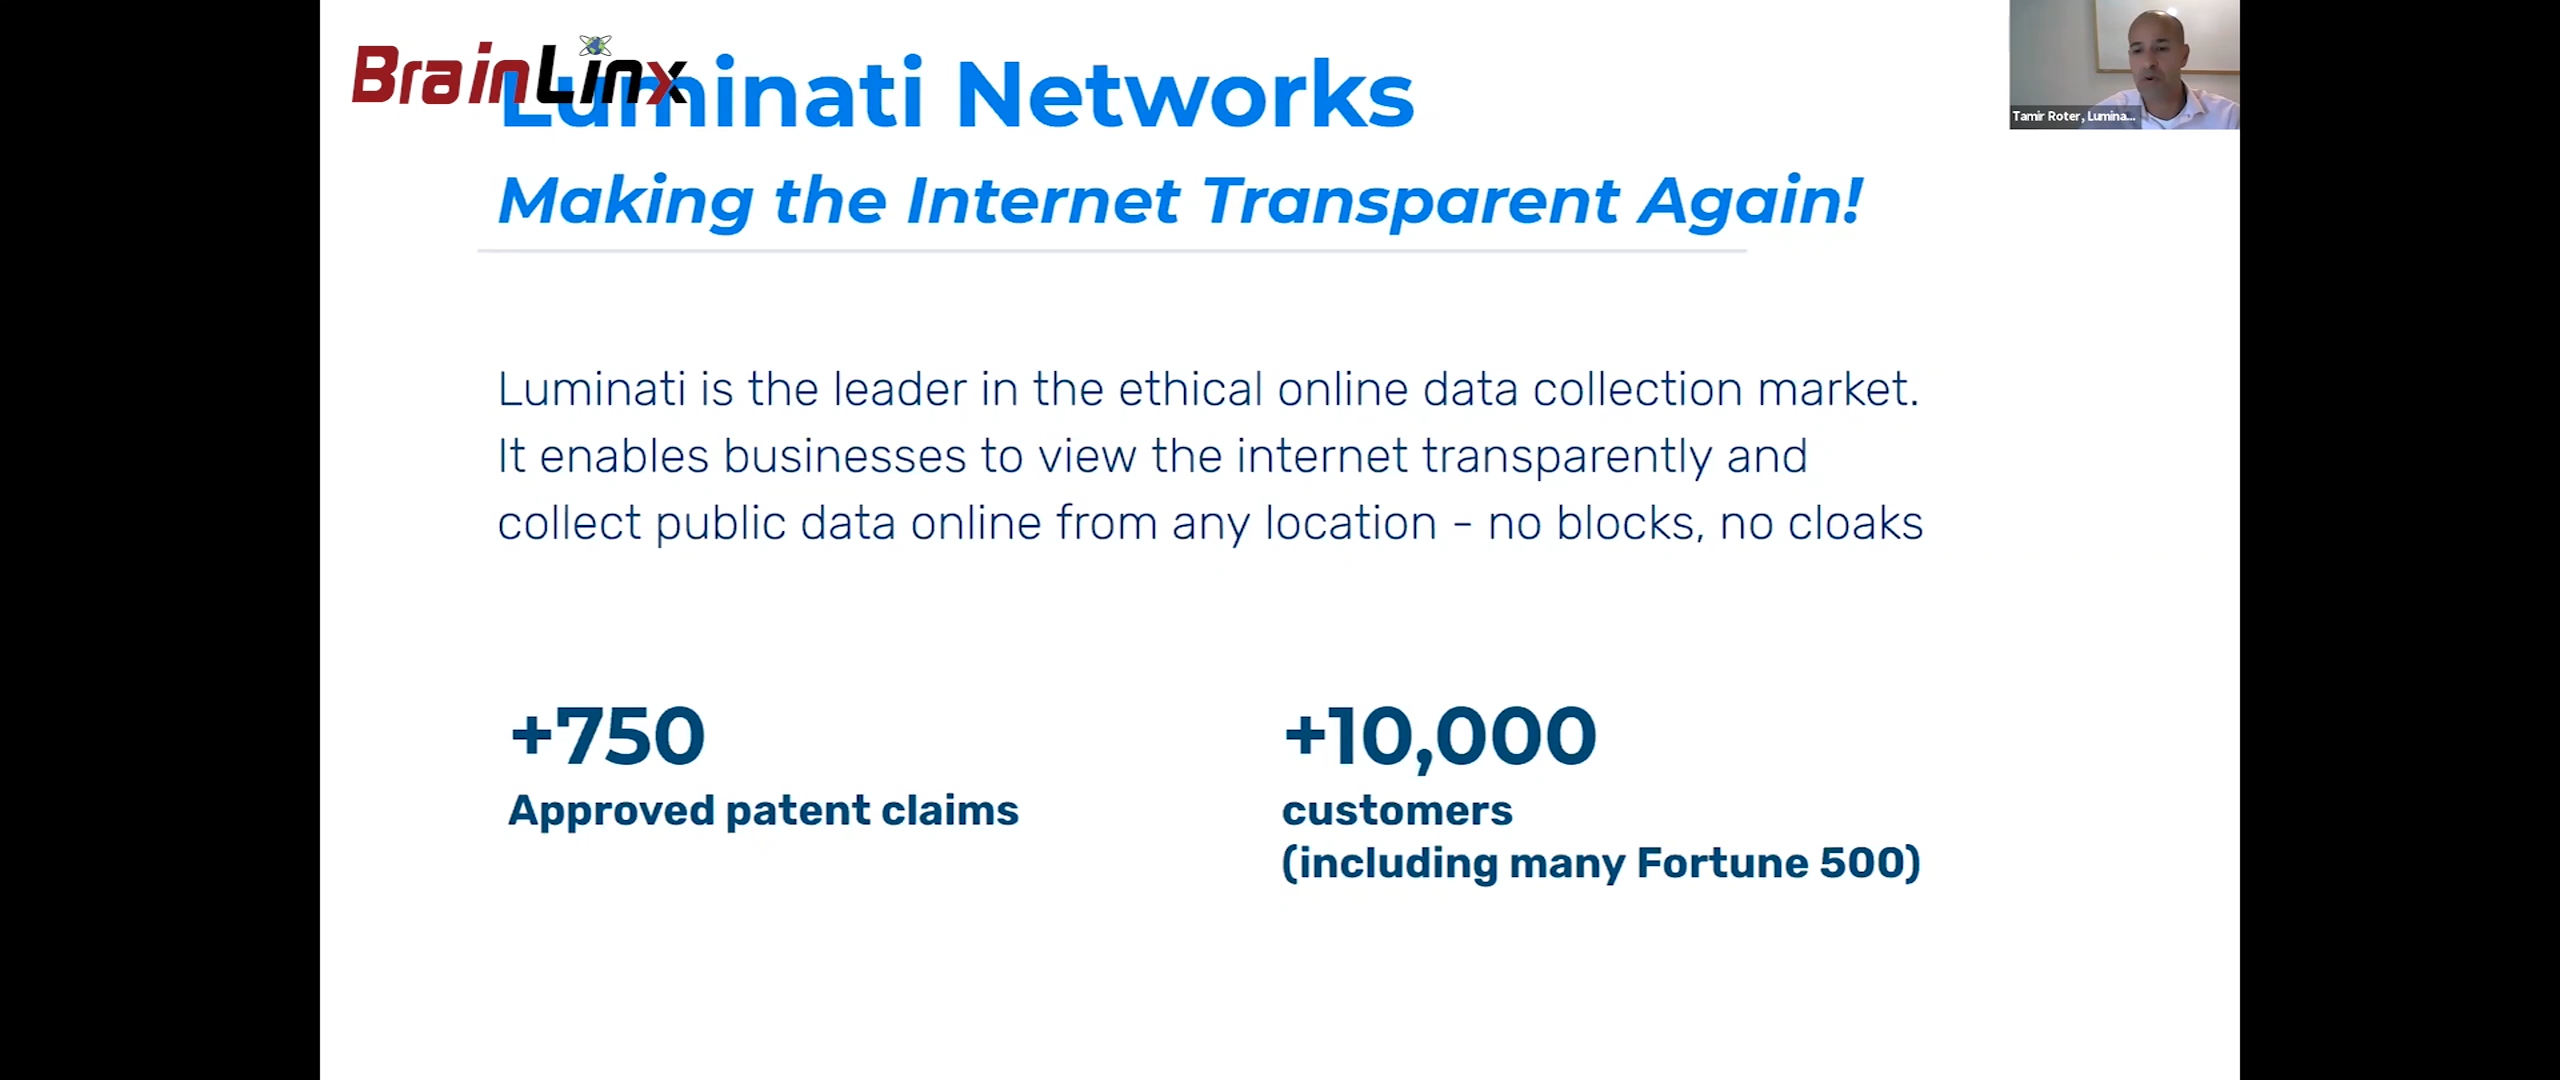 BrainLinx
Luminati Networks
Making the Internet Transparent Again!
Tamir Roter, Lumina...
Luminati is the leader in the ethical online data collection market.
It enables businesses to view the internet transparently and
collect public data online from any location - no blocks, no cloaks
+750
Approved patent claims
+10,000
customers
(including many Fortune 500)